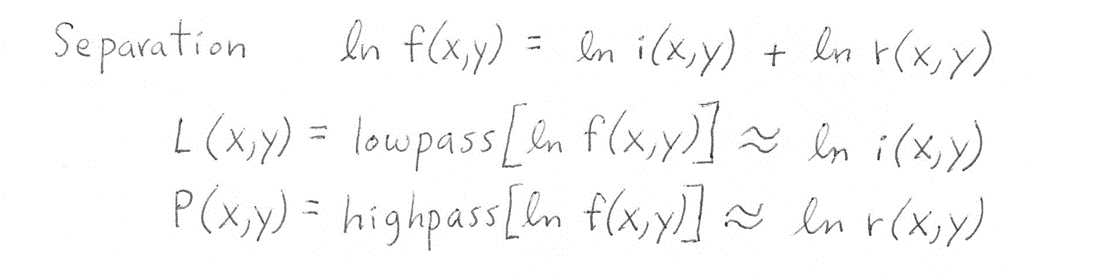 Separation ln f(x,y) = ln i(x,y) + ln r(x,y)
L(x,y) = lowpass[ln f(x,y)] ≈ ln i(x,y)
P(x,y) = highpass[ln f(x,y)] ≈ ln r(x,y)